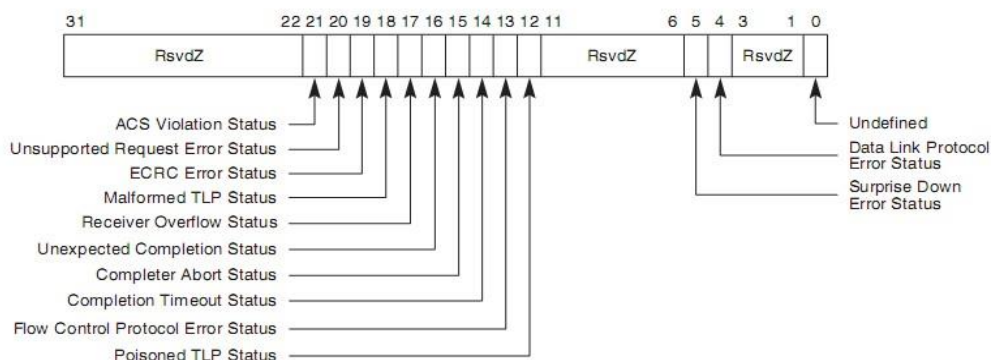 31 22 21 20 19 18 17 16 15 14 13 12 11 6 5 4 3 1 0
RsvdZ RsvdZ RsvdZ
ACS Violation Status
Unsupported Request Error Status
ECRC Error Status
Malformed TLP Status
Receiver Overflow Status
Unexpected Completion Status
Completer Abort Status
Completion Timeout Status
Flow Control Protocol Error Status
Poisoned TLP Status
Undefined
Data Link Protocol
Error Status
Surprise Down
Error Status